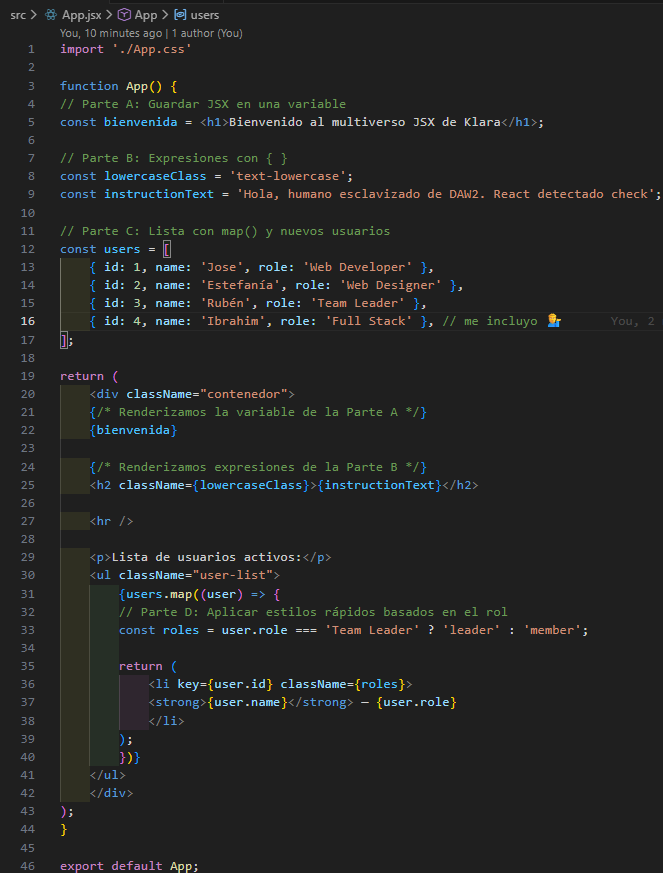 src > App.jsx > App > users
You, 10 minutes ago | 1 author (You)
1 import './App.css'
2
3 function App() {
4 // Parte A: Guardar JSX en una variable
5 const bienvenida = <h1>Bienvenido al multiverso JSX de Klara</h1>;
6
7 // Parte B: Expresiones con { }
8 const lowercaseClass = 'text-lowercase';
9 const instructionText = 'Hola, humano esclavizado de DAW2. React detectado check';
10
11 // Parte C: Lista con map() y nuevos usuarios
12 const users = [
13 { id: 1, name: 'Jose', role: 'Web Developer' },
14 { id: 2, name: 'Estefanía', role: 'Web Designer' },
15 { id: 3, name: 'Rubén', role: 'Team Leader' },
16 { id: 4, name: 'Ibrahim', role: 'Full Stack' }, // me incluyo 💁‍♂️ You, 2
17 ];
18
19 return (
20 <div className="contenedor">
21 {/* Renderizamos la variable de la Parte A */}
22 {bienvenida}
23
24 {/* Renderizamos expresiones de la Parte B */}
25 <h2 className={lowercaseClass}>{instructionText}</h2>
26
27 <hr />
28
29 <p>Lista de usuarios activos:</p>
30 <ul className="user-list">
31 {users.map((user) => {
32 // Parte D: Aplicar estilos rápidos basados en el rol
33 const roles = user.role === 'Team Leader' ? 'leader' : 'member';
34
35 return (
36 <li key={user.id} className={roles}>
37 <strong>{user.name}</strong> — {user.role}
38 </li>
39 );
40 })}
41 </ul>
42 </div>
43 );
44 }
45
46 export default App;